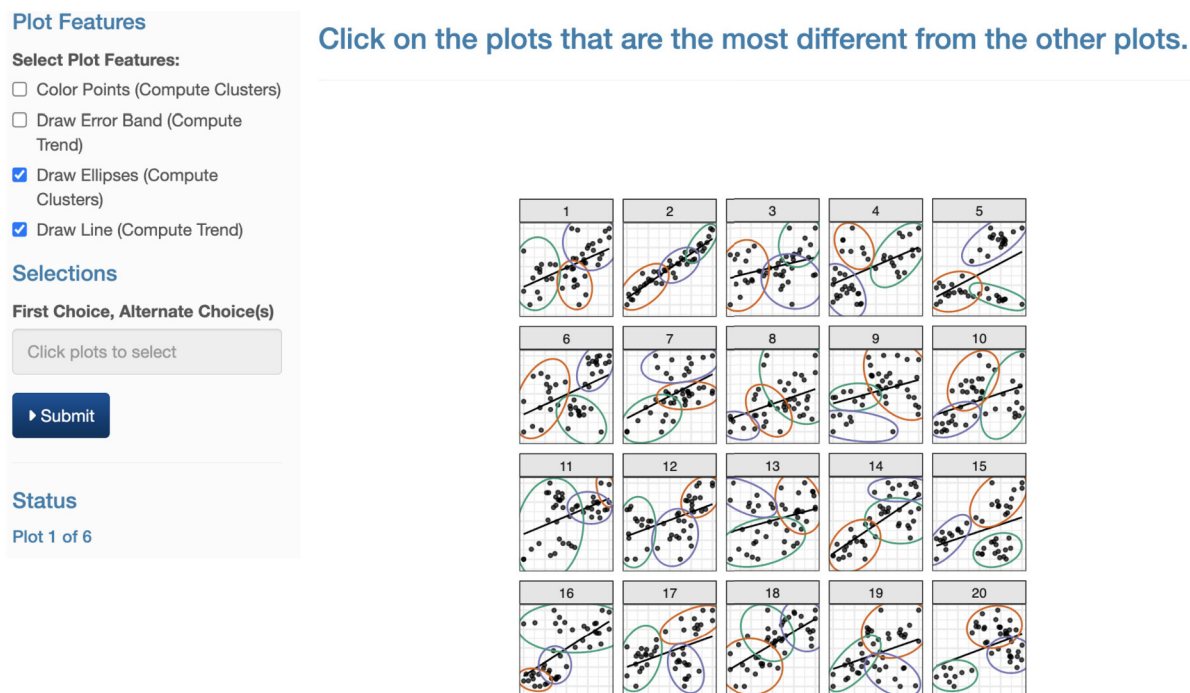 Plot Features
Select Plot Features:
Color Points (Compute Clusters)
Draw Error Band (Compute
Trend)
Draw Ellipses (Compute
Clusters)
Draw Line (Compute Trend)
Selections
First Choice, Alternate Choice(s)
Click plots to select
Submit
Status
Plot 1 of 6
Click on the plots that are the most different from the other plots.
1 2 3 4 5
6 7 8 9 10
11 12 13 14 15
16 17 18 19 20